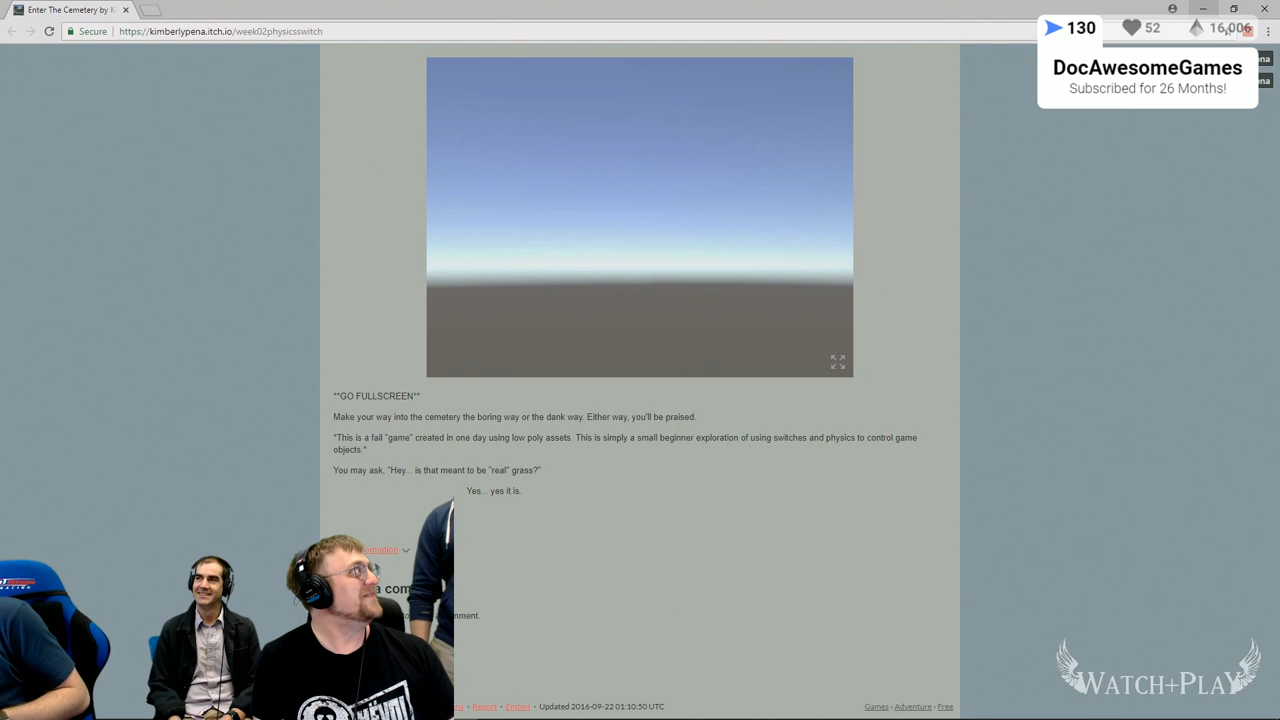 Enter The Cemetery by K
Secure
https://kimberlypena.itch.io/week02physicsswitch
130
52
16,006
DocAwesomeGames
Subscribed for 26 Months!
**GO FULLSCREEN**
Make your way into the cemetery the boring way or the dank way. Either way, you'll be praised.
*This is a fail "game" created in one day using low poly assets. This is simply a small beginner exploration of using switches and physics to control game
objects.*
You may ask, "Hey... is that meant to be "real" grass?"
Yes... yes it is.
Report · Embed · Updated 2016-09-22 01:10:50 UTC
Games › Adventure › Free
WATCH+PLAY